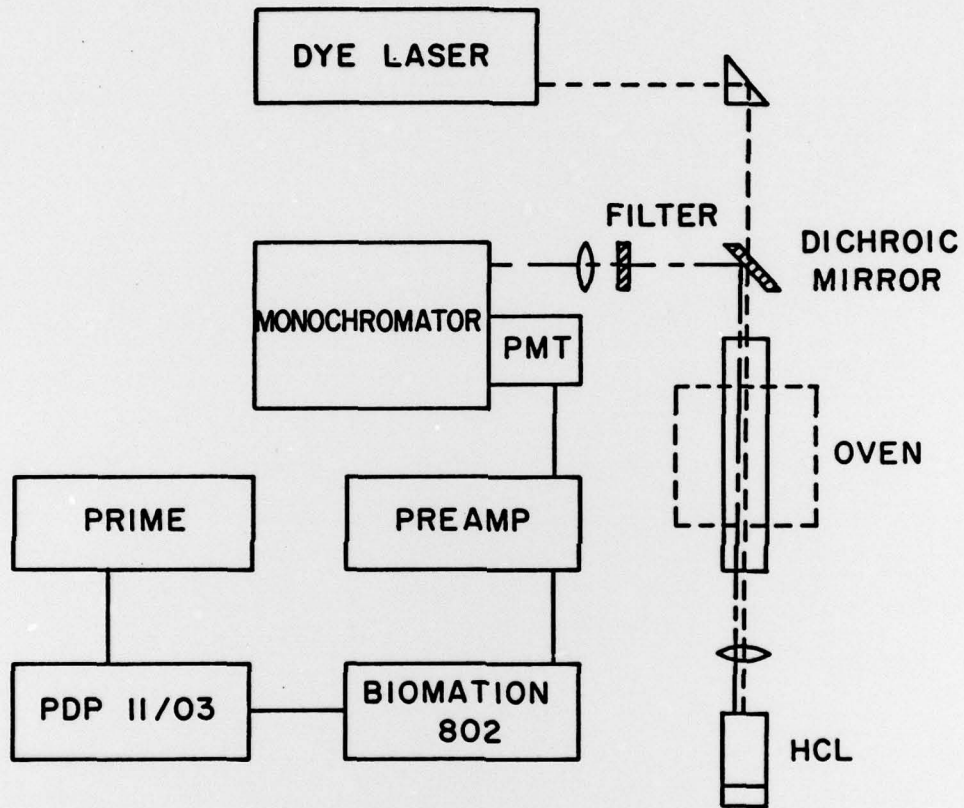 DYE LASER
FILTER
DICHROIC
MIRROR
MONOCHROMATOR
PMT
OVEN
PRIME
PREAMP
PDP 11/03
BIOMATION
802
HCL